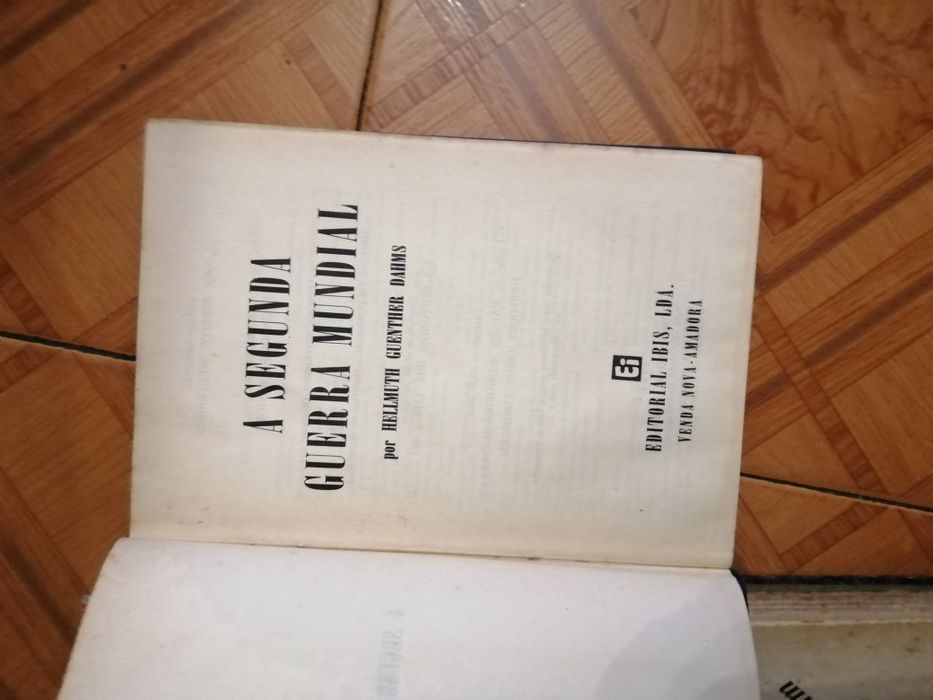 A SEGUNDA
GUERRA MUNDIAL
por HELLMUTH GUENTHER DAHMS
Ei
EDITORIAL IBIS, LDA.
VENDA NOVA-AMADORA